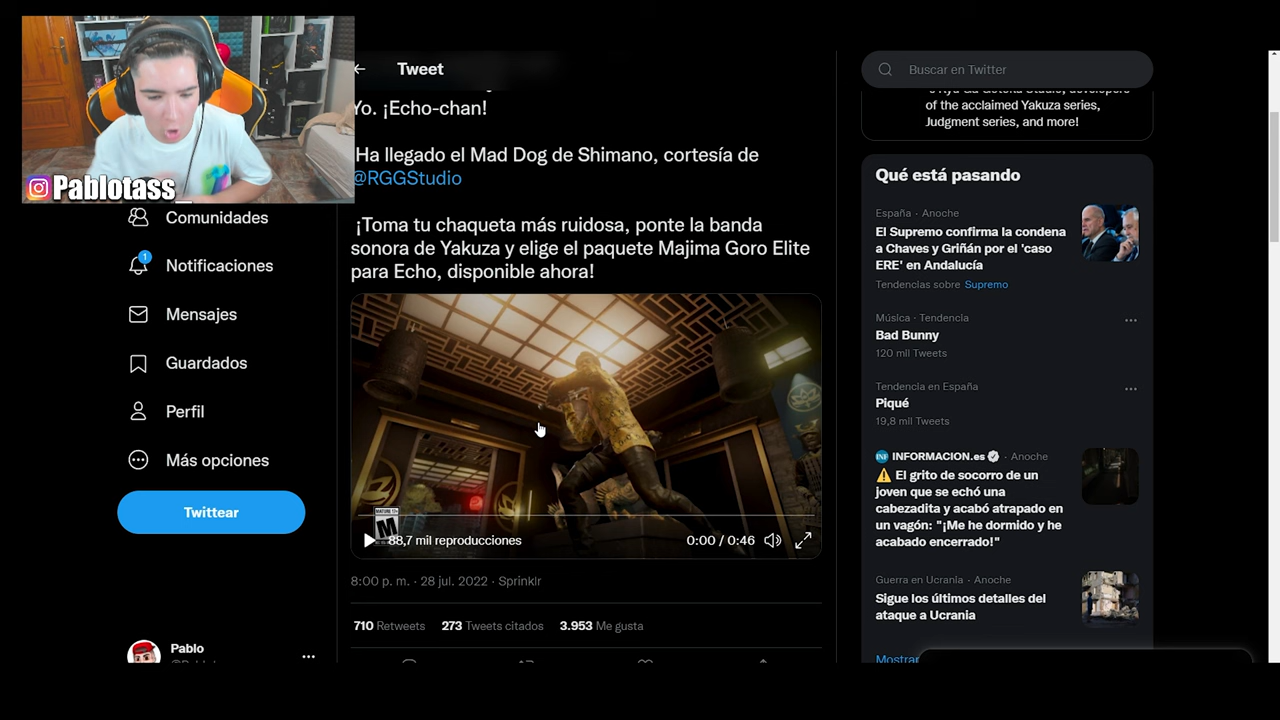 Pablotass_
Tweet
Yo. ¡Echo-chan!
Ha llegado el Mad Dog de Shimano, cortesía de
@RGGStudio
¡Toma tu chaqueta más ruidosa, ponte la banda
sonora de Yakuza y elige el paquete Majima Goro Elite
para Echo, disponible ahora!
MATURE 17+
M
88,7 mil reproducciones
0:00 / 0:46
8:00 p. m. · 28 jul. 2022 · Sprinklr
710 Retweets 273 Tweets citados 3.953 Me gusta
Comunidades
1
Notificaciones
Mensajes
Guardados
Perfil
Más opciones
Twittear
Pablo
Buscar en Twitter
of the acclaimed Yakuza series,
Judgment series, and more!
Qué está pasando
España · Anoche
El Supremo confirma la condena
a Chaves y Griñán por el 'caso
ERE' en Andalucía
Tendencias sobre Supremo
Música · Tendencia
Bad Bunny
120 mil Tweets
Tendencia en España
Piqué
19,8 mil Tweets
INF INFORMACION.es · Anoche
⚠️ El grito de socorro de un
joven que se echó una
cabezadita y acabó atrapado en
un vagón: "¡Me he dormido y he
acabado encerrado!"
Guerra en Ucrania · Anoche
Sigue los últimos detalles del
ataque a Ucrania